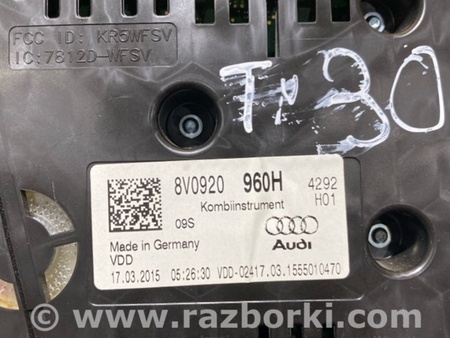 FCC ID: KR5WFSV
IC:7812D-WFSV
8V0920 960H 4292
Kombiinstrument H01
09S
Audi
Made in Germany
VDD
17.03.2015 05:26:30 VDD-02417.03.1555010470
www.razborki.com